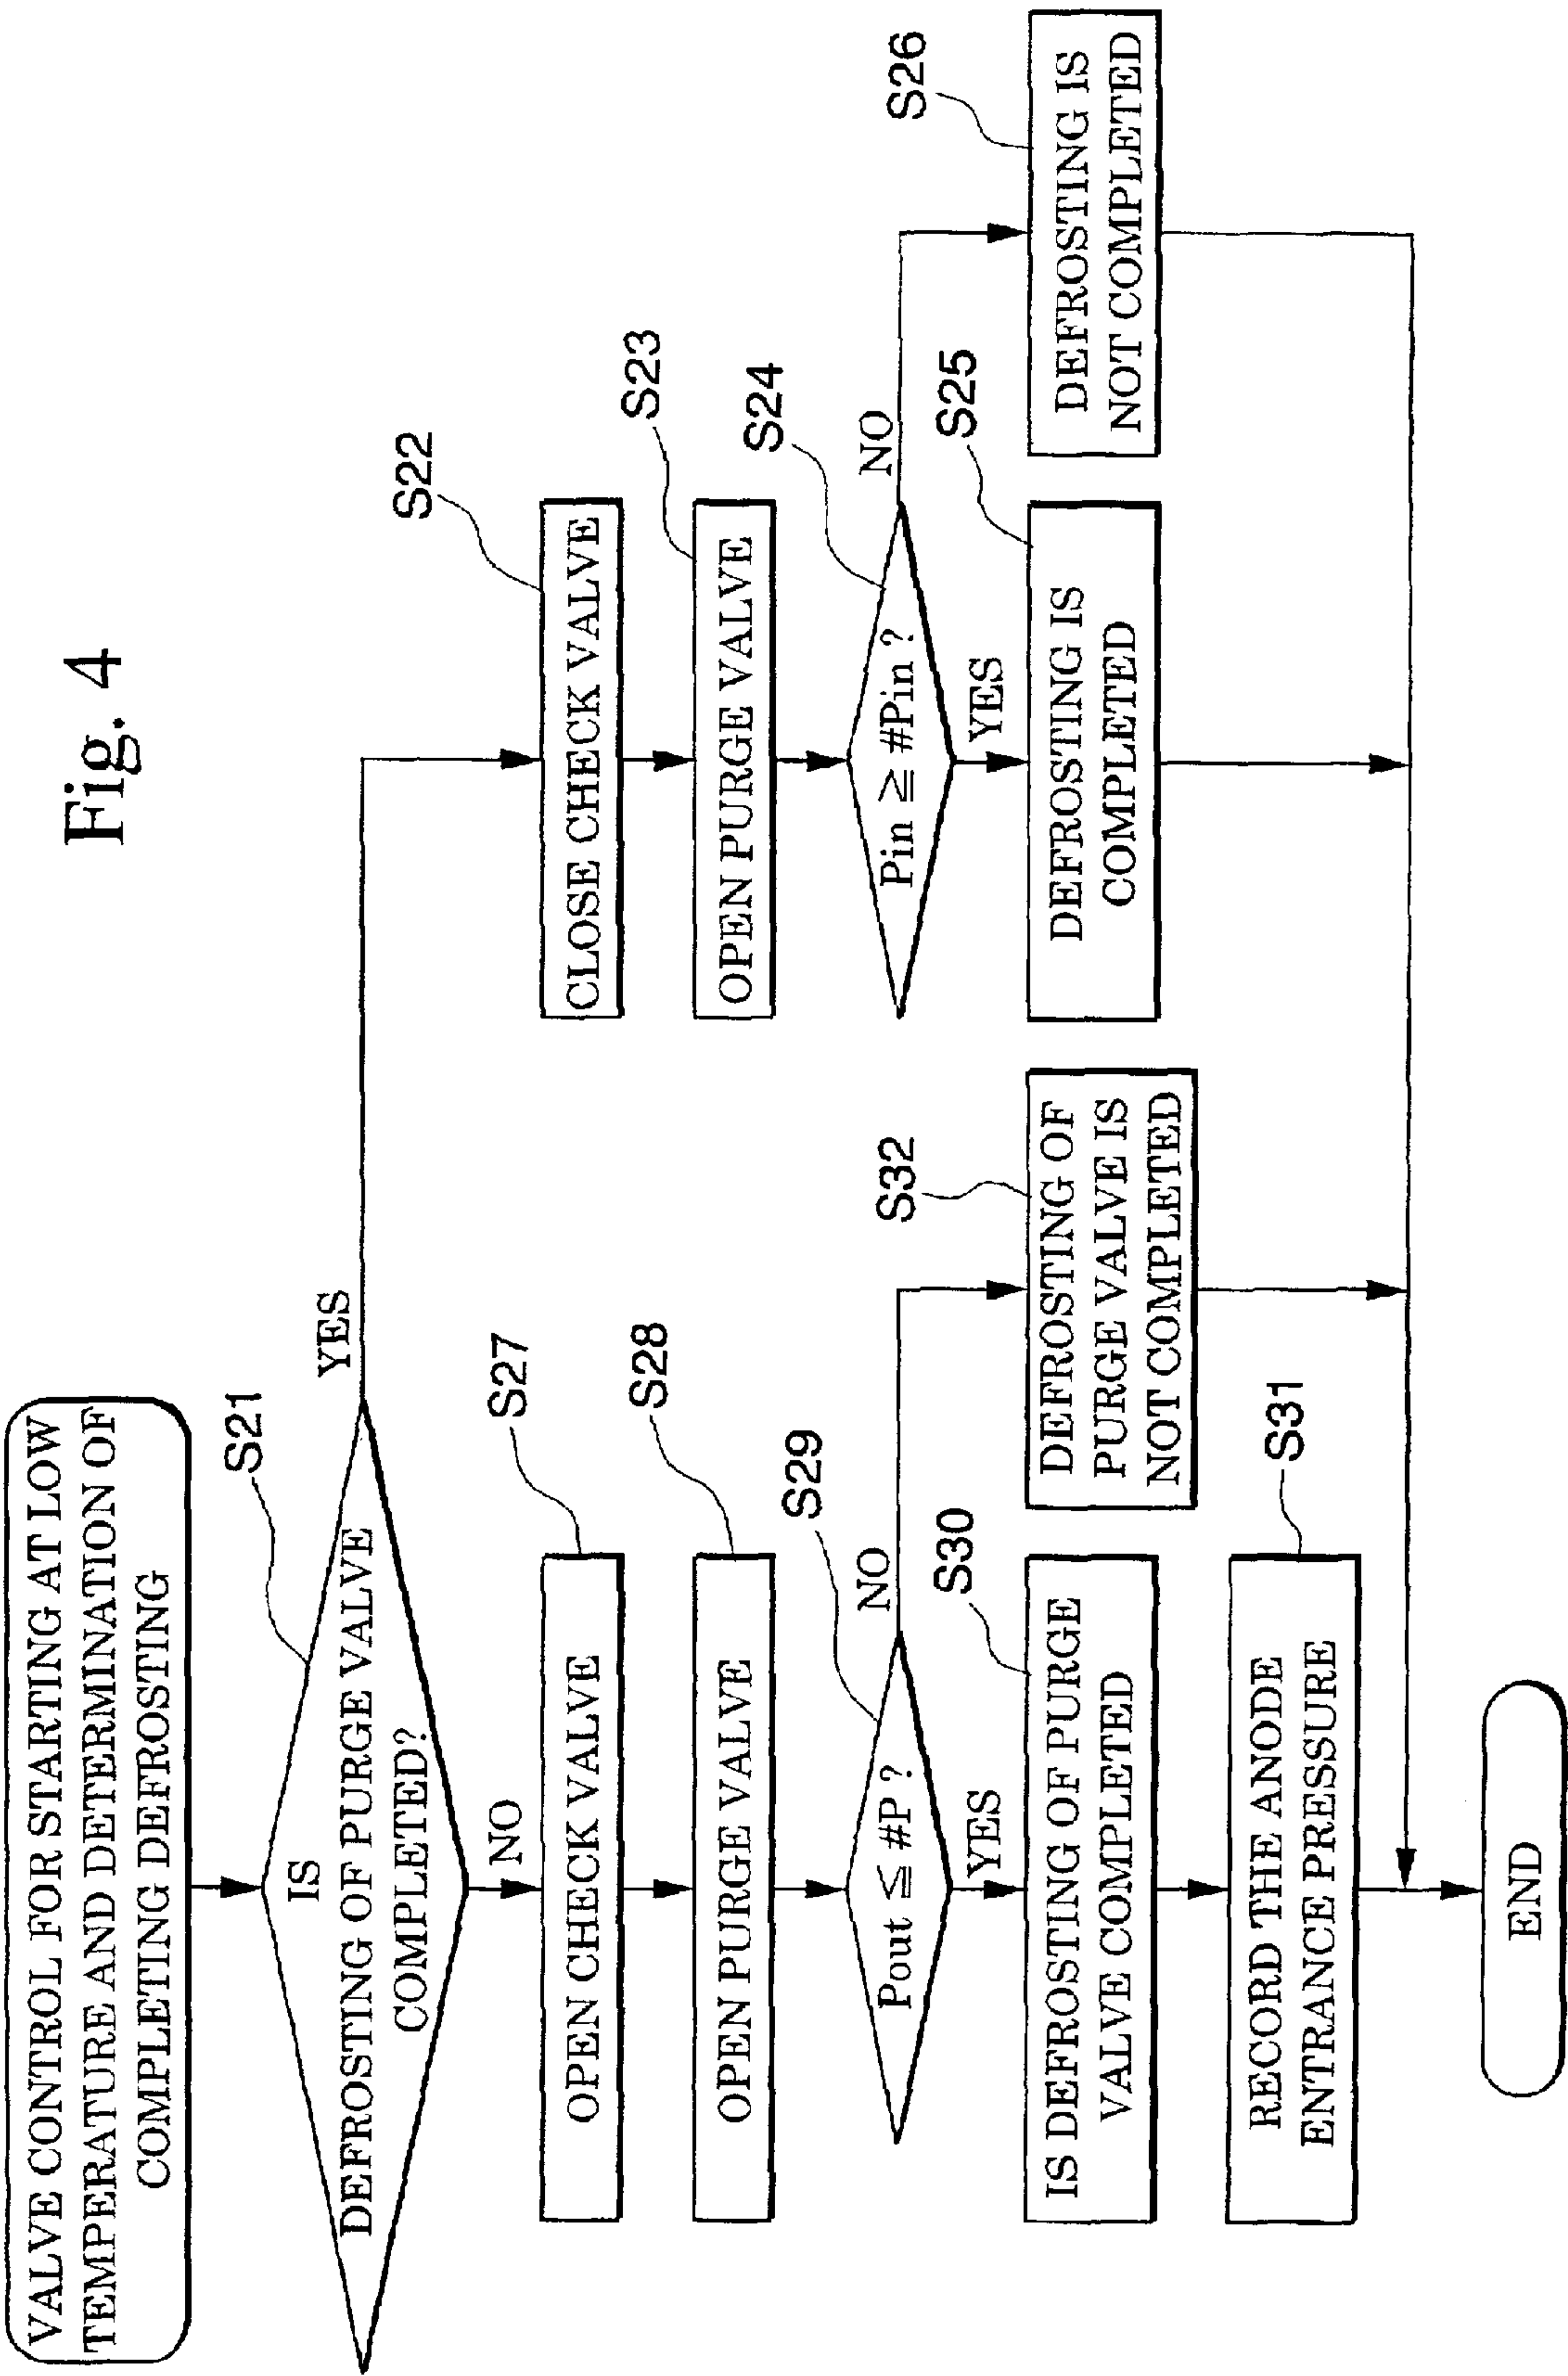 Fig. 4
VALVE CONTROL FOR STARTING AT LOW
TEMPERATURE AND DETERMINATION OF
COMPLETING DEFROSTING
S21
IS
DEFROSTING OF PURGE VALVE
COMPLETED?
YES
NO
S27
OPEN CHECK VALVE
S28
OPEN PURGE VALVE
S29
Pout ≦ #P ?
NO
YES
S30
IS DEFROSTING OF PURGE
VALVE COMPLETED
S31
RECORD THE ANODE
ENTRANCE PRESSURE
S32
DEFROSTING OF
PURGE VALVE IS
NOT COMPLETED
S22
CLOSE CHECK VALVE
S23
OPEN PURGE VALVE
S24
Pin ≧ #Pin ?
NO
YES
S25
DEFROSTING IS
COMPLETED
S26
DEFROSTING IS
NOT COMPLETED
END